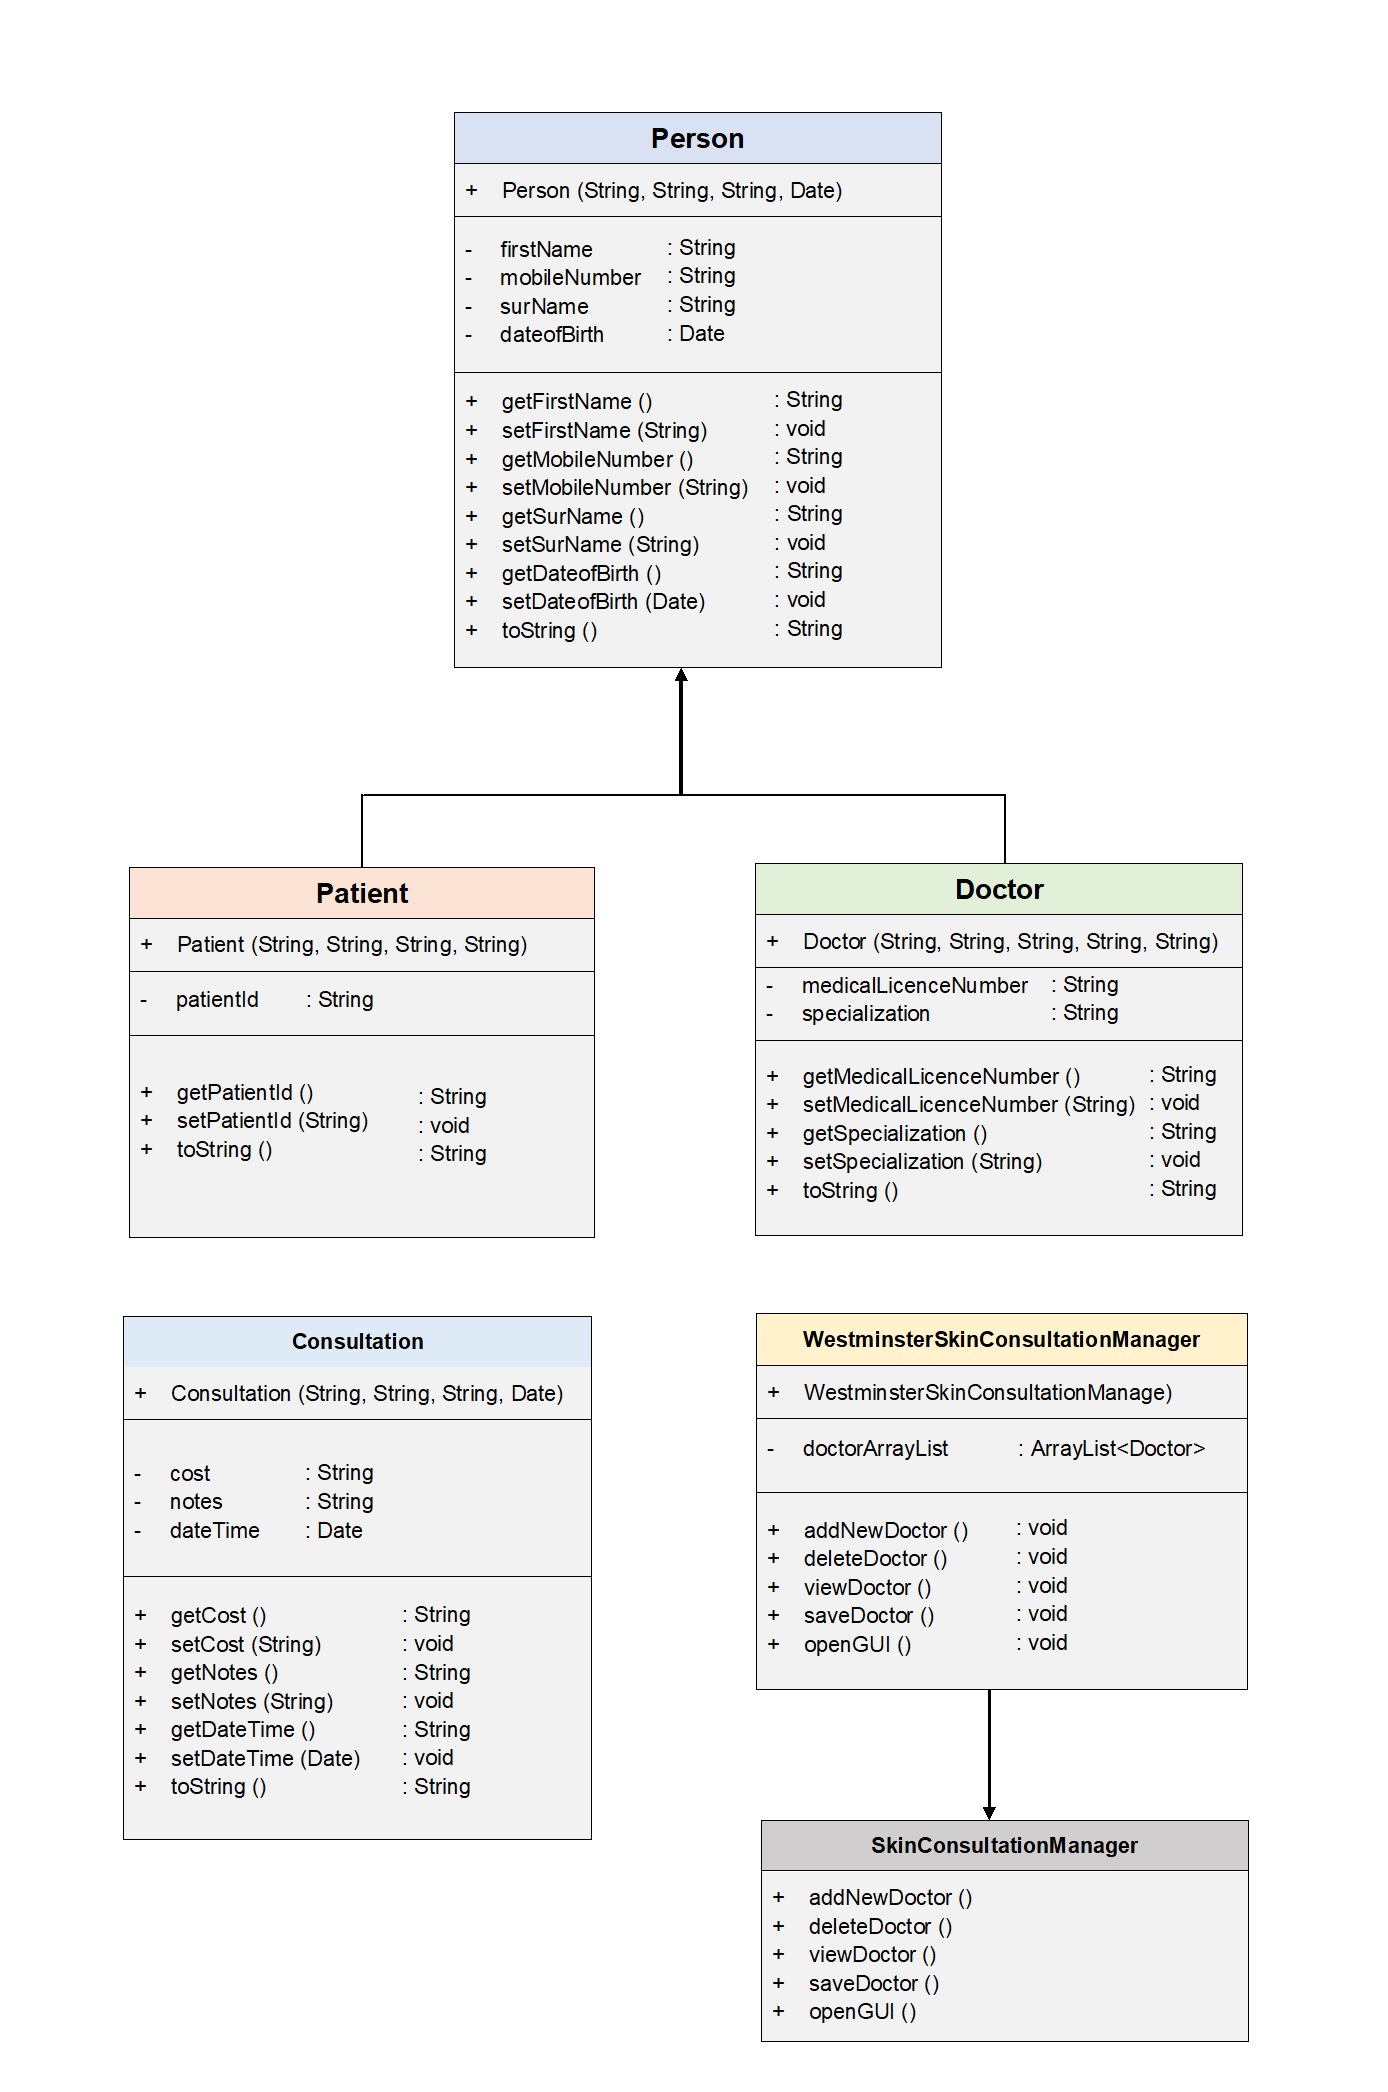 Person
+ Person (String, String, String, Date)
- firstName : String
- mobileNumber : String
- surName : String
- dateofBirth : Date
+ getFirstName () : String
+ setFirstName (String) : void
+ getMobileNumber () : String
+ setMobileNumber (String) : void
+ getSurName () : String
+ setSurName (String) : void
+ getDateofBirth () : String
+ setDateofBirth (Date) : void
+ toString () : String
Patient
+ Patient (String, String, String, String)
- patientId : String
+ getPatientId () : String
+ setPatientId (String) : void
+ toString () : String
Doctor
+ Doctor (String, String, String, String, String)
- medicalLicenceNumber : String
- specialization : String
+ getMedicalLicenceNumber () : String
+ setMedicalLicenceNumber (String) : void
+ getSpecialization () : String
+ setSpecialization (String) : void
+ toString () : String
Consultation
+ Consultation (String, String, String, Date)
- cost : String
- notes : String
- dateTime : Date
+ getCost () : String
+ setCost (String) : void
+ getNotes () : String
+ setNotes (String) : void
+ getDateTime () : String
+ setDateTime (Date) : void
+ toString () : String
WestminsterSkinConsultationManager
+ WestminsterSkinConsultationManage)
- doctorArrayList : ArrayList<Doctor>
+ addNewDoctor () : void
+ deleteDoctor () : void
+ viewDoctor () : void
+ saveDoctor () : void
+ openGUI () : void
SkinConsultationManager
+ addNewDoctor ()
+ deleteDoctor ()
+ viewDoctor ()
+ saveDoctor ()
+ openGUI ()